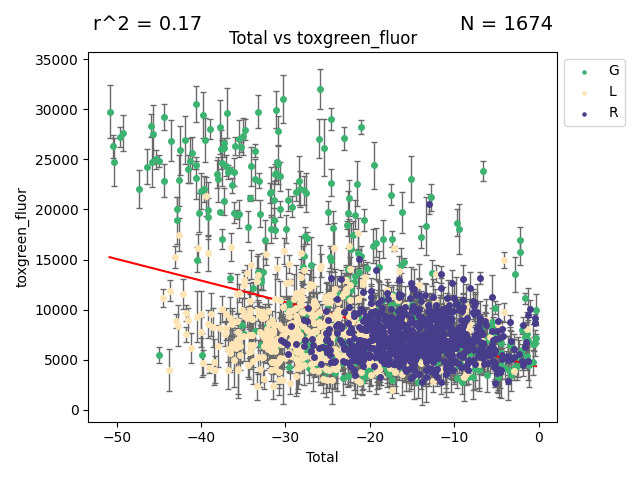 r^2 = 0.17
N = 1674
Total vs toxgreen_fluor
35000
30000
25000
20000
15000
10000
5000
0
toxgreen_fluor
−50 −40 −30 −20 −10 0
Total
G
L
R